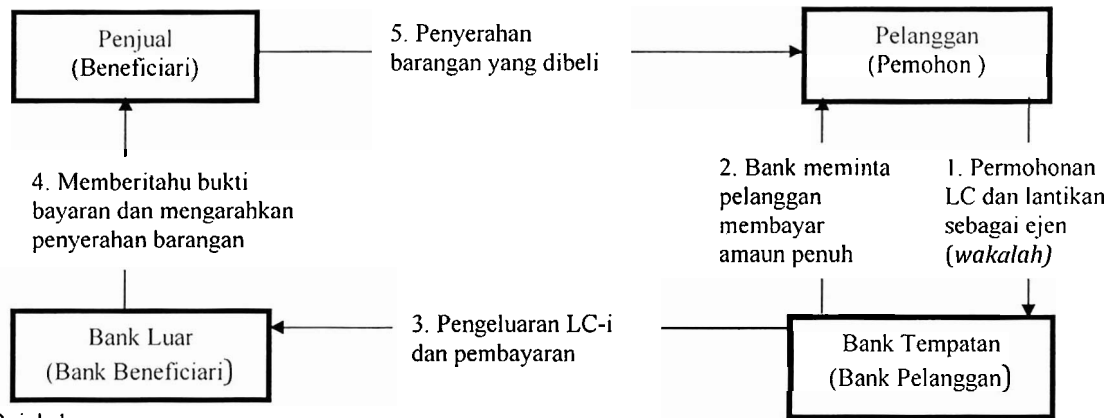 Penjual
(Beneficiari)
5. Penyerahan
barangan yang dibeli
Pelanggan
(Pemohon )
4. Memberitahu bukti
bayaran dan mengarahkan
penyerahan barangan
2. Bank meminta
pelanggan
membayar
amaun penuh
1. Permohonan
LC dan lantikan
sebagai ejen
(wakalah)
Bank Luar
(Bank Beneficiari)
3. Pengeluaran LC-i
dan pembayaran
Bank Tempatan
(Bank Pelanggan)